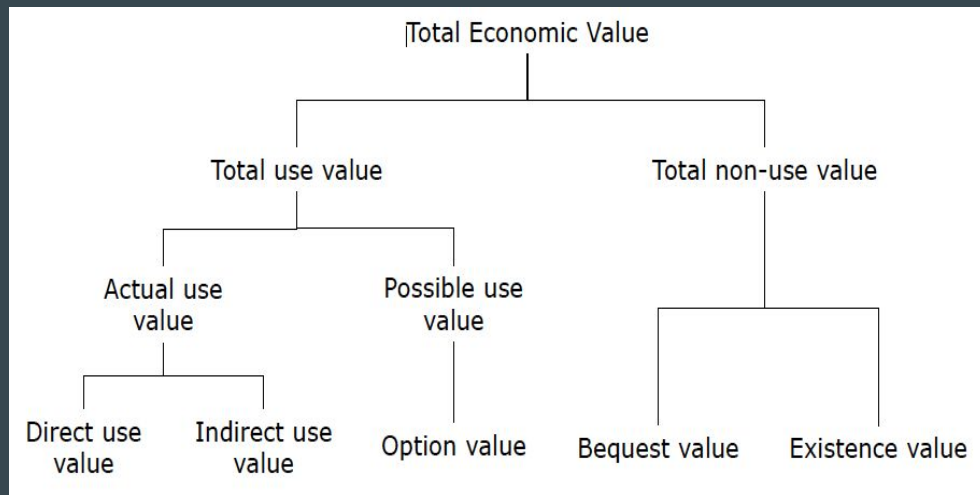 Total Economic Value
Total use value
Total non-use value
Actual use
value
Possible use
value
Direct use
value
Indirect use
value
Option value
Bequest value
Existence value